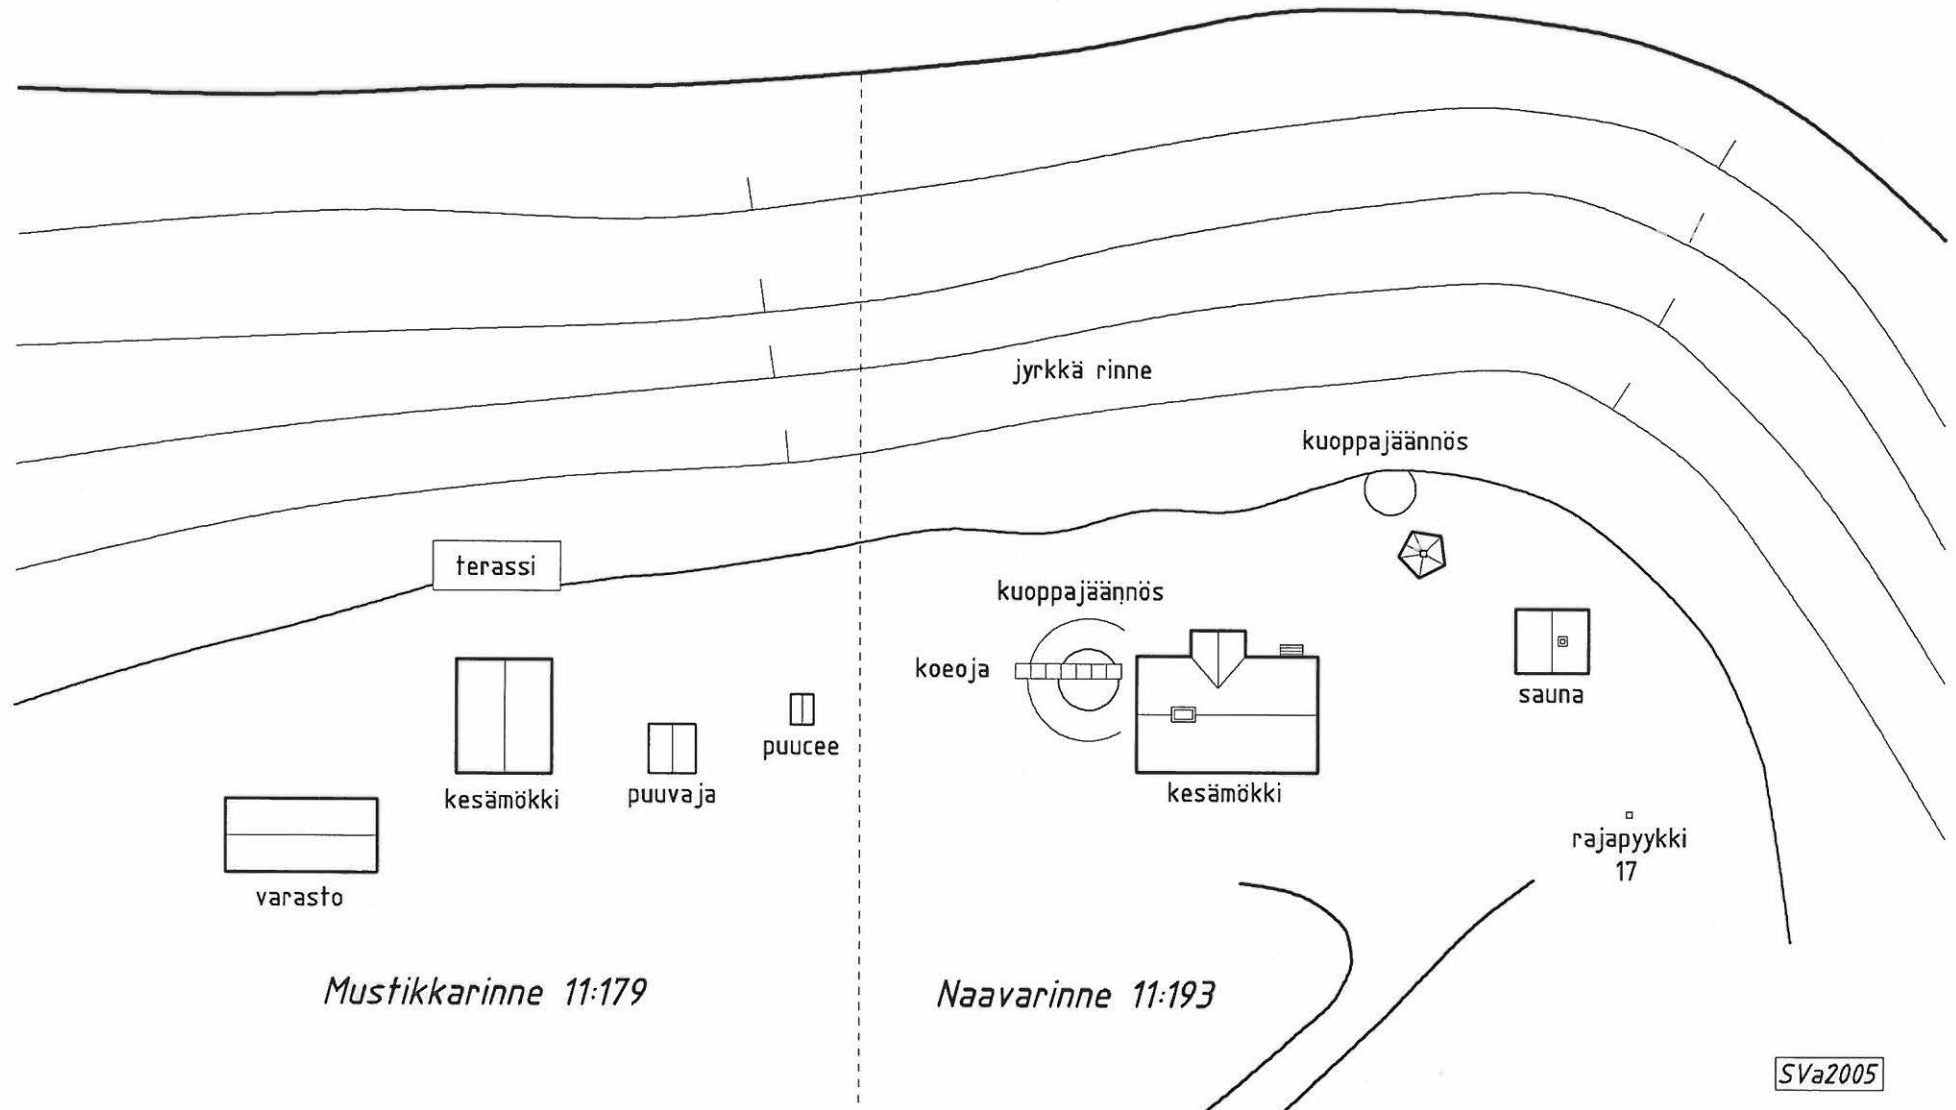 jyrkkä rinne
kuoppajäännös
terassi
kuoppajäännös
koeoja
sauna
puucee
kesämökki
puuvaja
kesämökki
rajapyykki
17
varasto
Mustikkarinne 11:179
Naavarinne 11:193
SVa2005